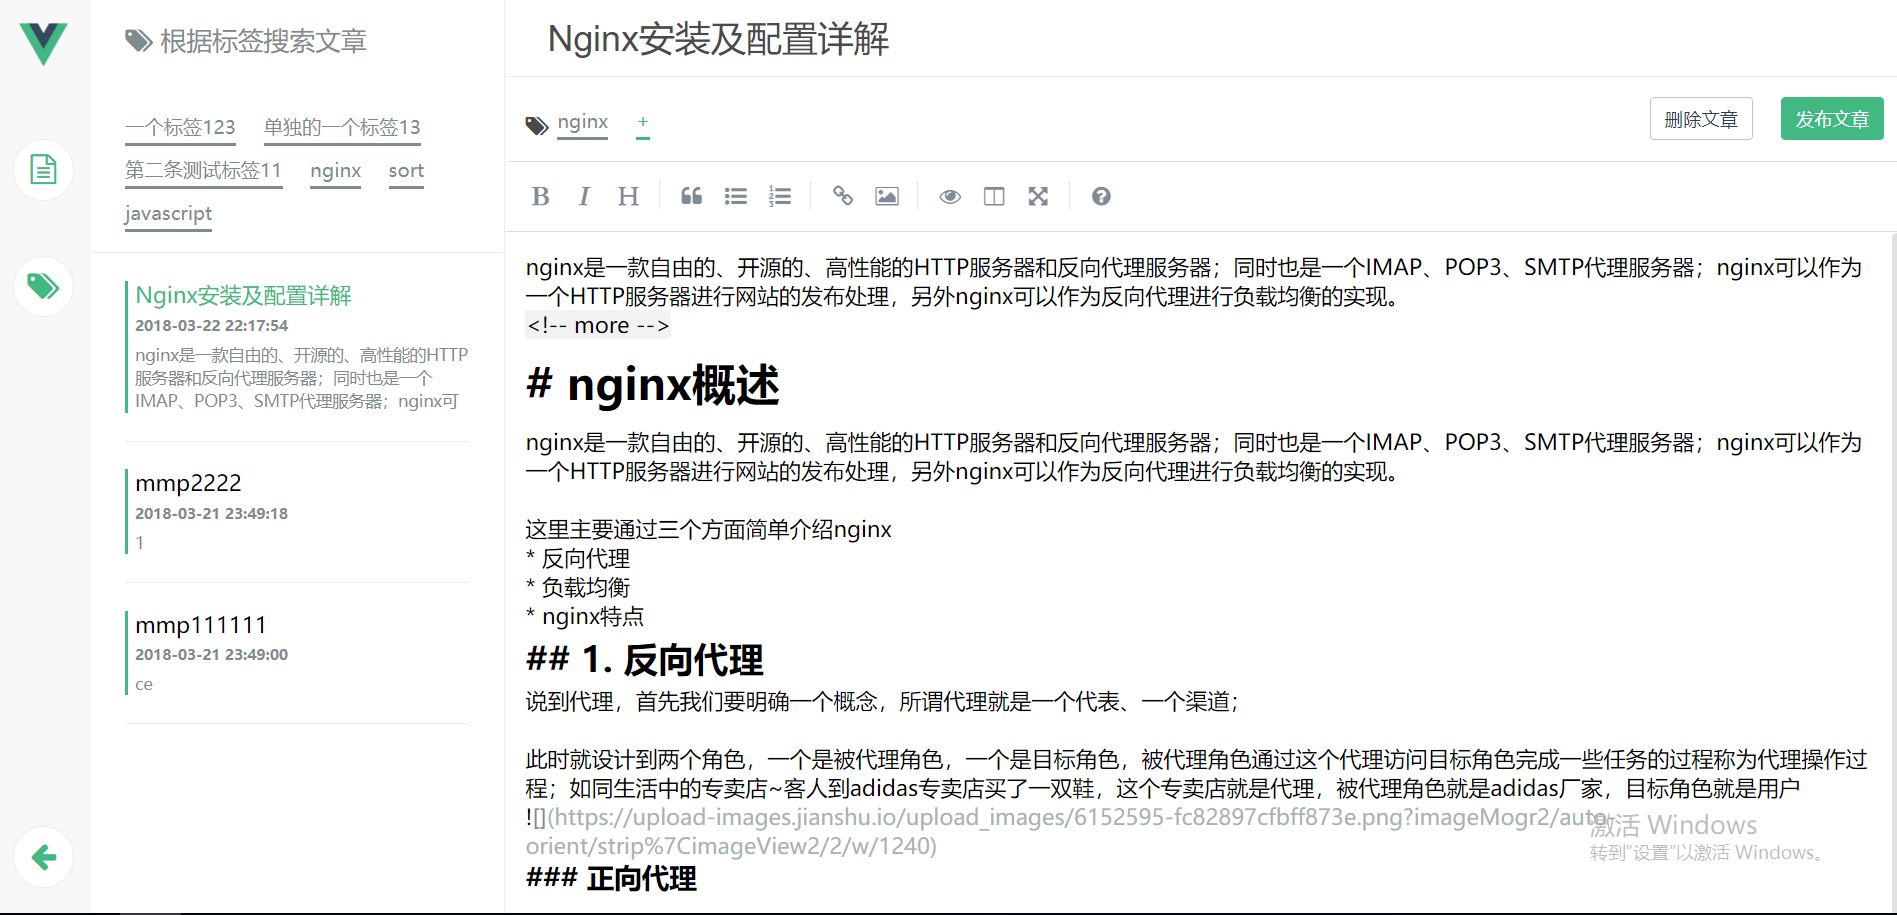 根据标签搜索文章
一个标签123 单独的一个标签13
第二条测试标签11 nginx sort
javascript
Nginx安装及配置详解
2018-03-22 22:17:54
nginx是一款自由的、开源的、高性能的HTTP
服务器和反向代理服务器；同时也是一个
IMAP、POP3、SMTP代理服务器；nginx可
mmp2222
2018-03-21 23:49:18
1
mmp111111
2018-03-21 23:49:00
ce
Nginx安装及配置详解
nginx +
删除文章 发布文章
B I H
nginx是一款自由的、开源的、高性能的HTTP服务器和反向代理服务器；同时也是一个IMAP、POP3、SMTP代理服务器；nginx可以作为
一个HTTP服务器进行网站的发布处理，另外nginx可以作为反向代理进行负载均衡的实现。
<!-- more -->
# nginx概述
nginx是一款自由的、开源的、高性能的HTTP服务器和反向代理服务器；同时也是一个IMAP、POP3、SMTP代理服务器；nginx可以作为
一个HTTP服务器进行网站的发布处理，另外nginx可以作为反向代理进行负载均衡的实现。
这里主要通过三个方面简单介绍nginx
* 反向代理
* 负载均衡
* nginx特点
## 1. 反向代理
说到代理，首先我们要明确一个概念，所谓代理就是一个代表、一个渠道；
此时就设计到两个角色，一个是被代理角色，一个是目标角色，被代理角色通过这个代理访问目标角色完成一些任务的过程称为代理操作过
程；如同生活中的专卖店~客人到adidas专卖店买了一双鞋，这个专卖店就是代理，被代理角色就是adidas厂家，目标角色就是用户
![](https://upload-images.jianshu.io/upload_images/6152595-fc82897cfbff873e.png?imageMogr2/auto-
orient/strip%7CimageView2/2/w/1240)
### 正向代理
激活 Windows
转到"设置"以激活 Windows。